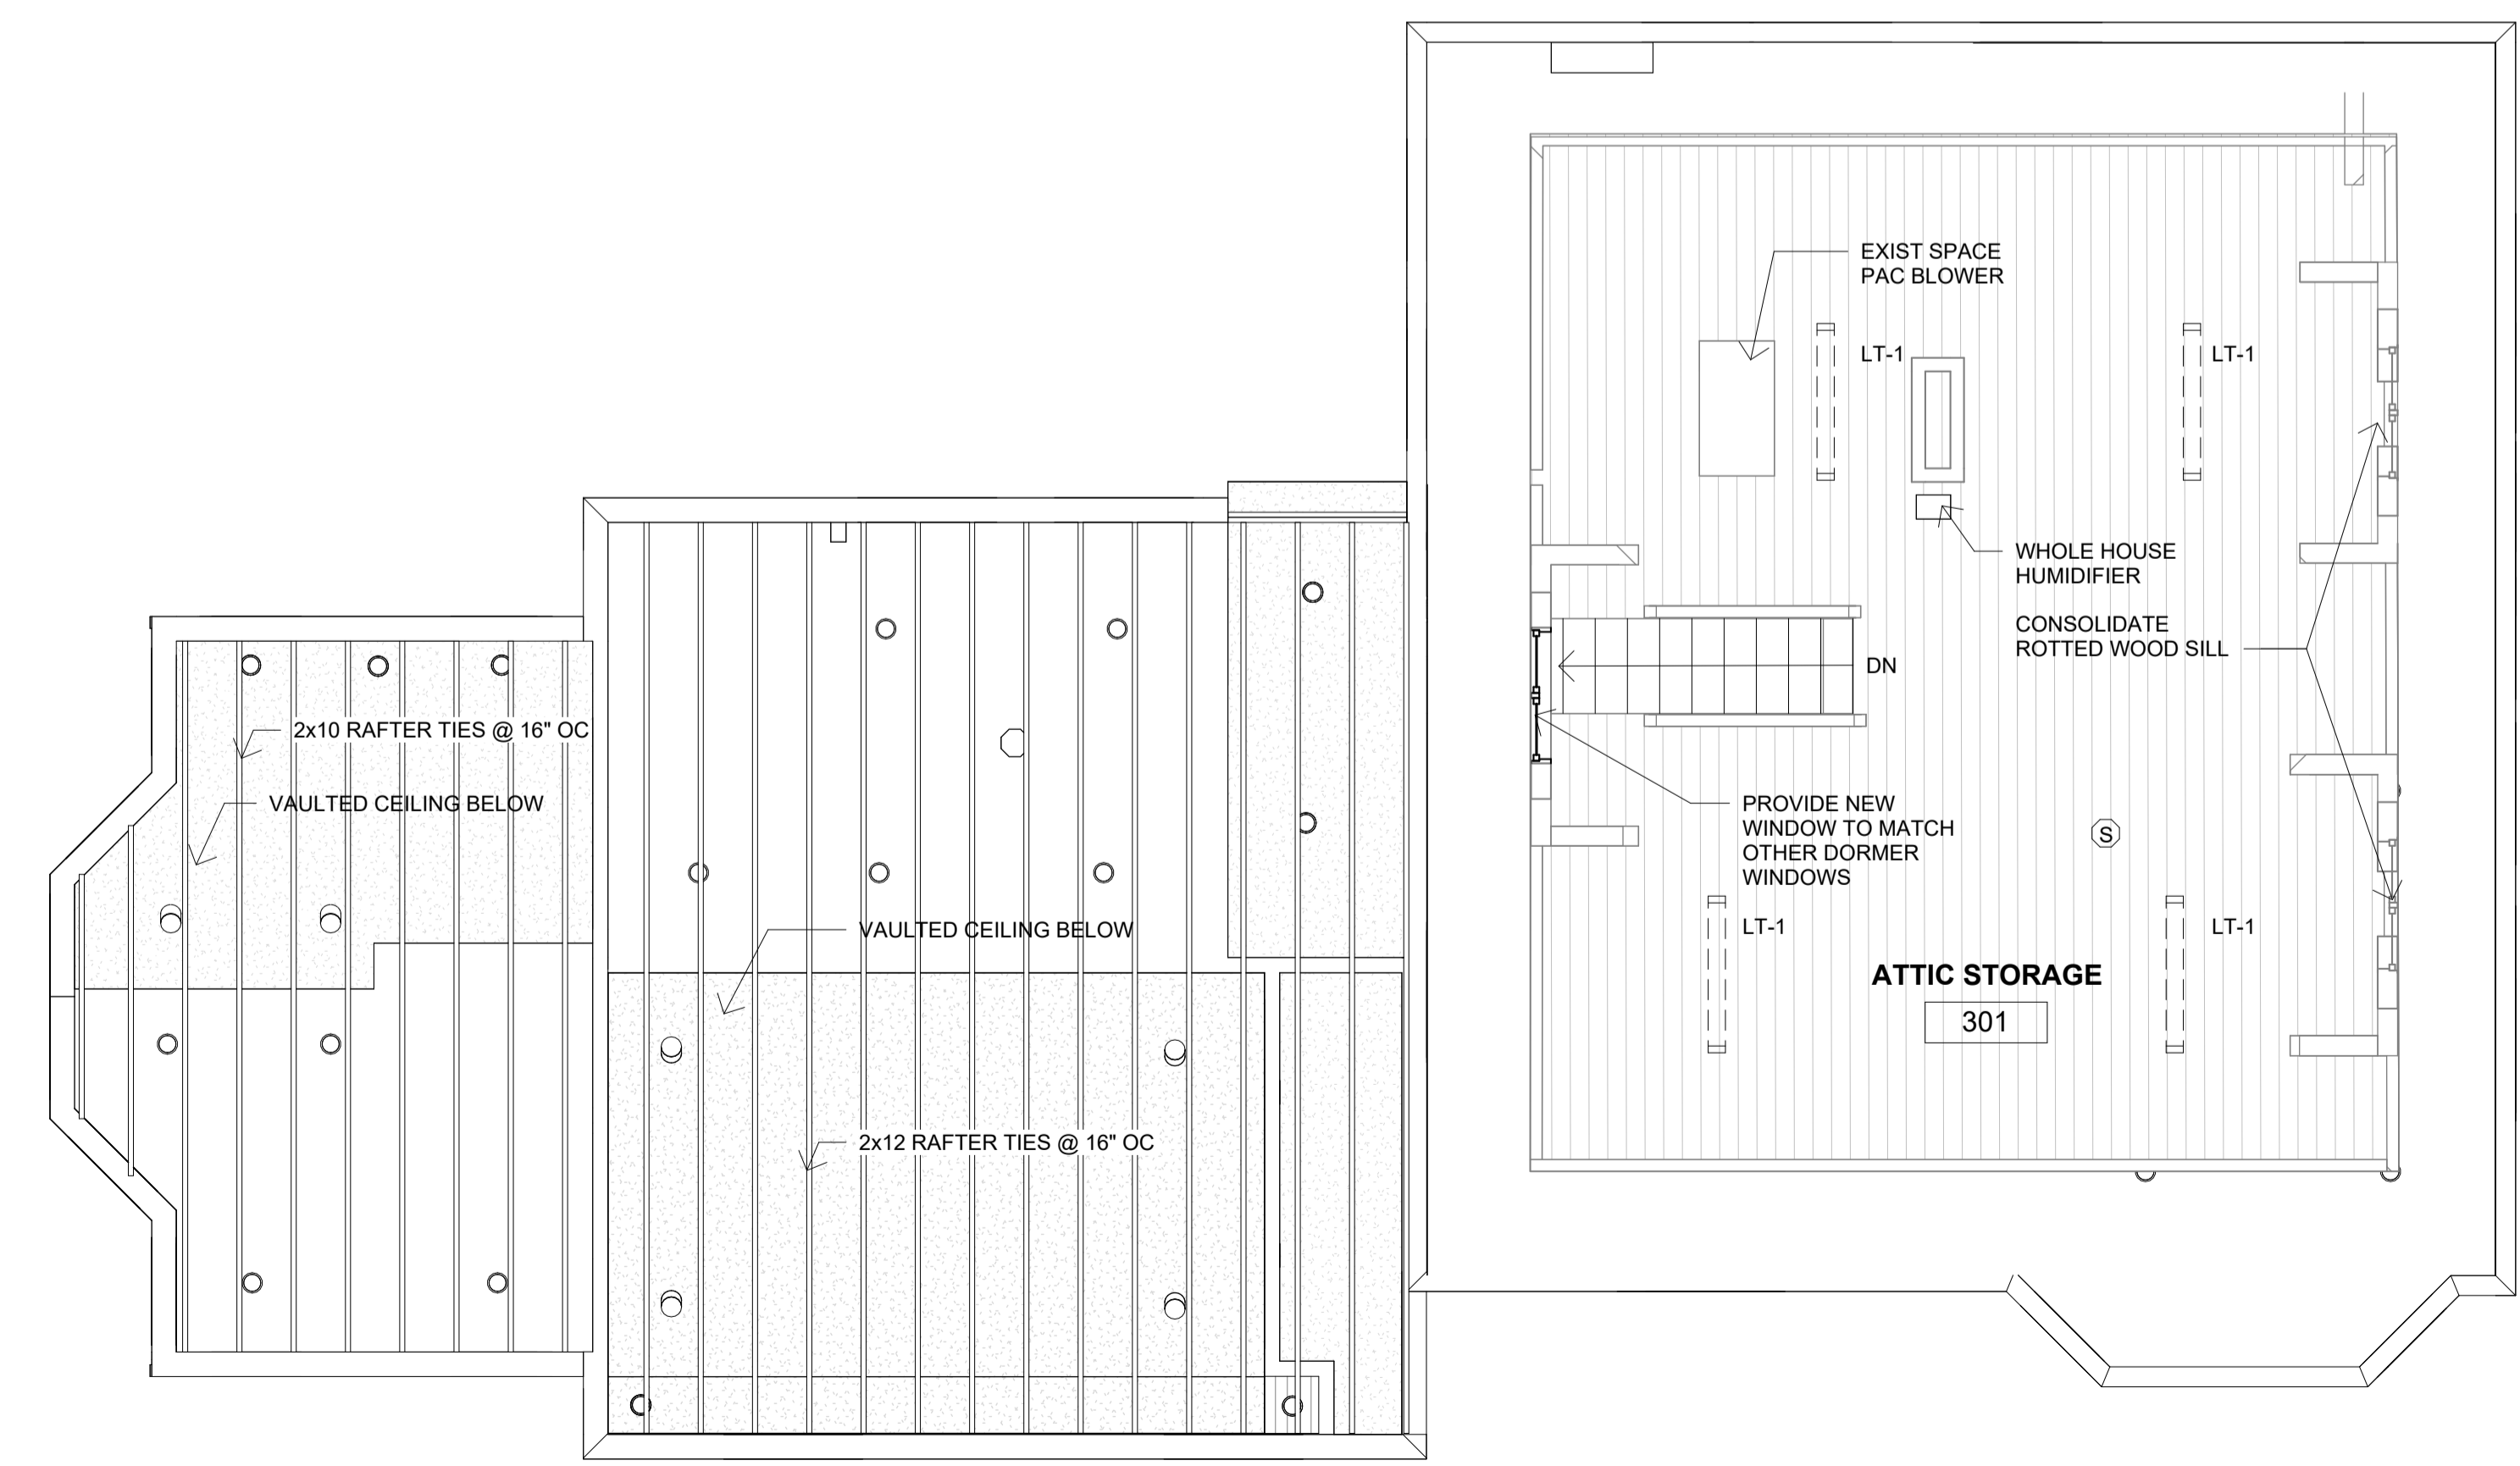 EXIST SPACE
PAC BLOWER
LT-1
LT-1
WHOLE HOUSE
HUMIDIFIER
CONSOLIDATE
ROTTED WOOD SILL
DN
2x10 RAFTER TIES @ 16" OC
VAULTED CEILING BELOW
PROVIDE NEW
WINDOW TO MATCH
OTHER DORMER
WINDOWS
S
VAULTED CEILING BELOW
LT-1
LT-1
ATTIC STORAGE
301
2x12 RAFTER TIES @ 16" OC